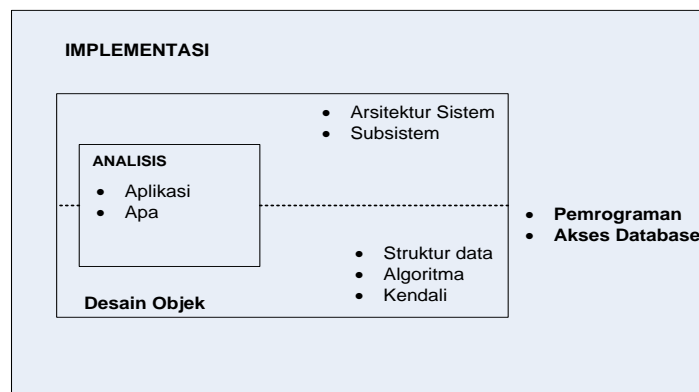 IMPLEMENTASI
• Arsitektur Sistem
• Subsistem
ANALISIS
• Aplikasi
• Apa
• Pemrograman
• Akses Database
• Struktur data
• Algoritma
• Kendali
Desain Objek